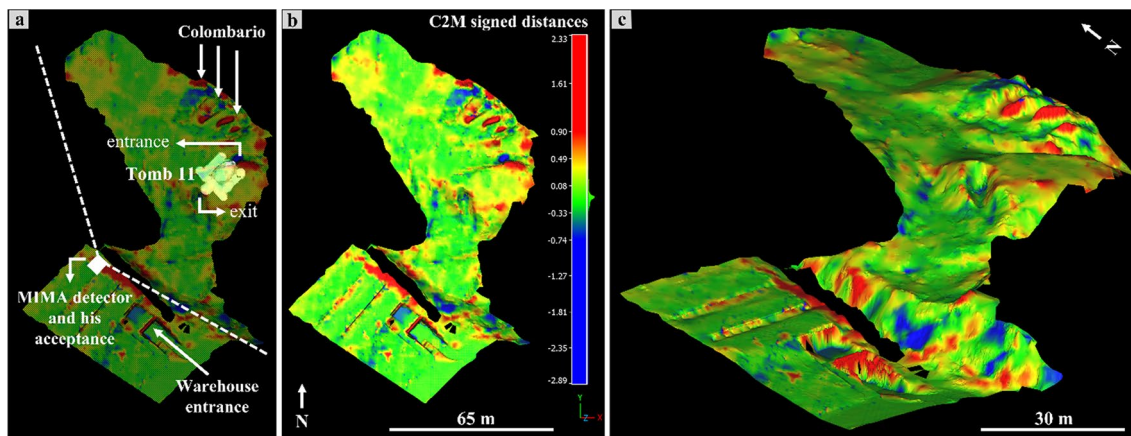 a
Colombario
entrance
Tomb 11
exit
MIMA detector
and his
acceptance
Warehouse
entrance
b
C2M signed distances
2.33
1.61
0.90
0.49
0.08
-0.33
-0.74
-1.27
-1.81
-2.35
-2.89
Y
Z
X
N
65 m
c
N
30 m